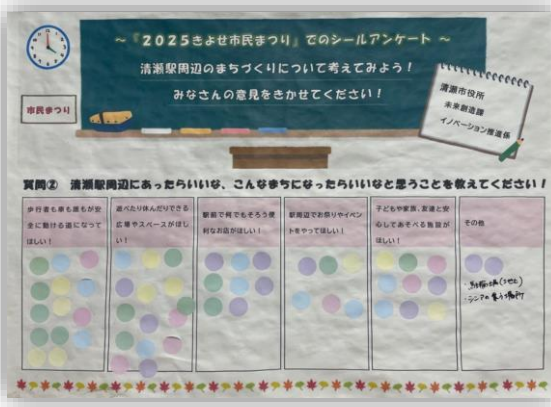 ～『2025きよせ市民まつり』でのシールアンケート～
清瀬駅周辺のまちづくりについて考えてみよう！
みなさんの意見をきかせてください！
市民まつり
清瀬市役所
未来創造課
イノベーション推進係
質問② 清瀬駅周辺にあったらいいな、こんなまちになったらいいなと思うことを教えてください！
歩行者も車も誰もが安
全に動ける道になって
ほしい！
遊べたり休んだりできる
広場やスペースがほし
い！
駅前で何でもそろう便
利なお店がほしい！
駅周辺でお祭りやイベン
トをやってほしい！
子どもや家族、友達と安
心してあそべる施設が
ほしい！
その他
・シニアの集う場所